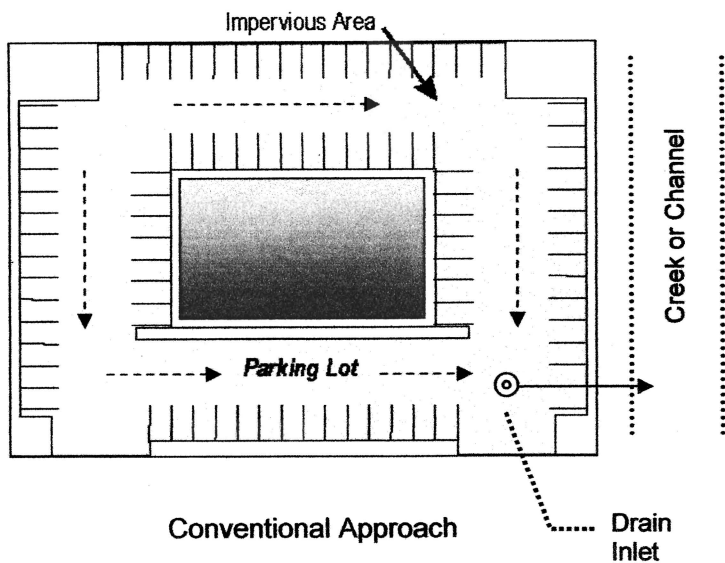 Impervious Area
Creek or Channel
Parking Lot
Conventional Approach
Drain
Inlet